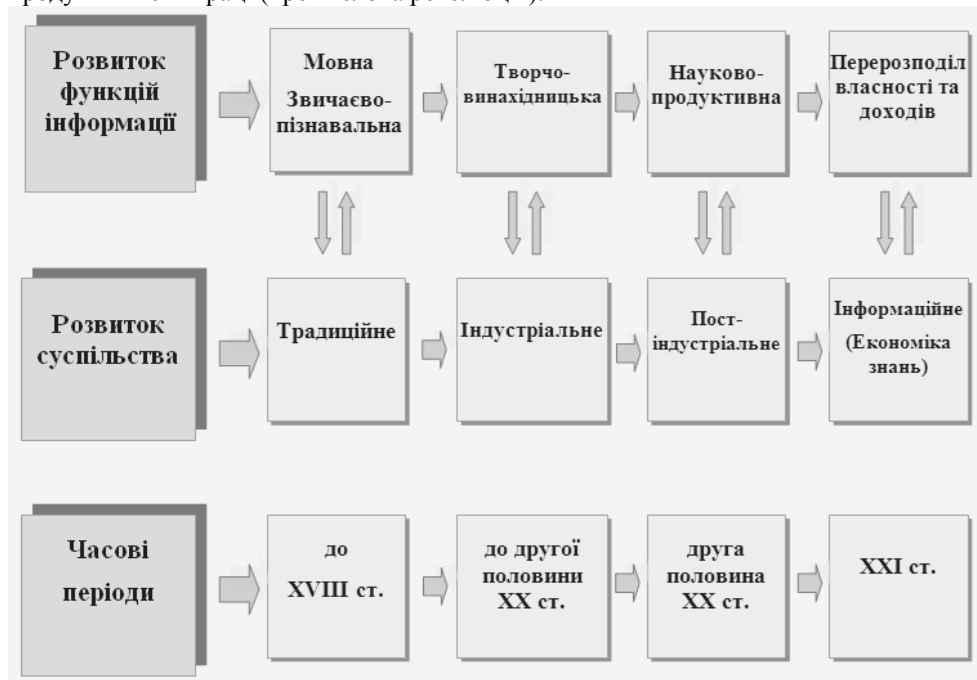 Розвиток
функцій
інформації
Мовна
Звичаєво-
пізнавальна
Творчо-
винахідницька
Науково-
продуктивна
Перерозподіл
власності та
доходів
Розвиток
суспільства
Традиційне
Індустріальне
Пост-
індустріальне
Інформаційне
(Економіка
знань)
Часові
періоди
до
XVIII ст.
до другої
половини
XX ст.
друга
половина
XX ст.
XXI ст.